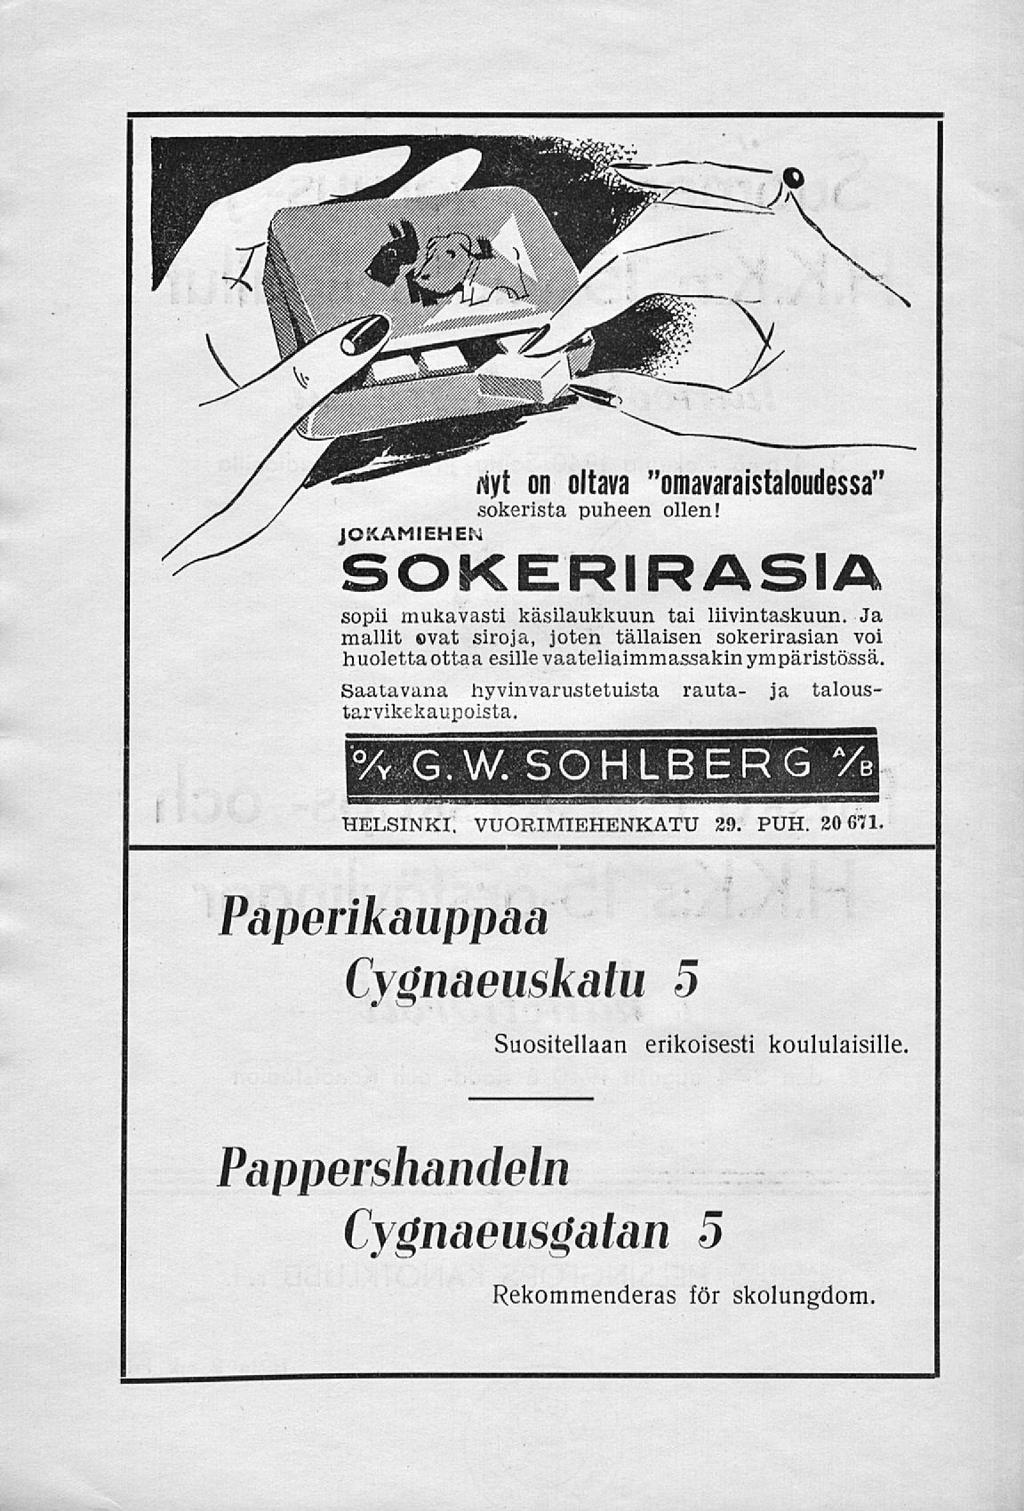 Nyt on oltava ”omavaraistaloudessa”
sokerista puheen ollen!
JOKAMIEHEN
SOKERIRASIA
sopii mukavasti käsilaukkuun tai liivintaskuun. Ja
mallit ovat siroja, joten tällaisen sokerirasian voi
huoletta ottaa esille vaateliaimmassakin ympäristössä.
Saatavana hyvinvarustetuista rauta- ja talous-
tarvikekaupoista.
O/Y G. W. SOHLBERG A/B
HELSINKI. VUORIMIEHENKATU 29. PUH. 20 671.
Paperikauppaa
Cygnaeuskatu 5
Suositellaan erikoisesti koululaisille.
Pappershandeln
Cygnaeusgatan 5
Rekommenderas för skolungdom.